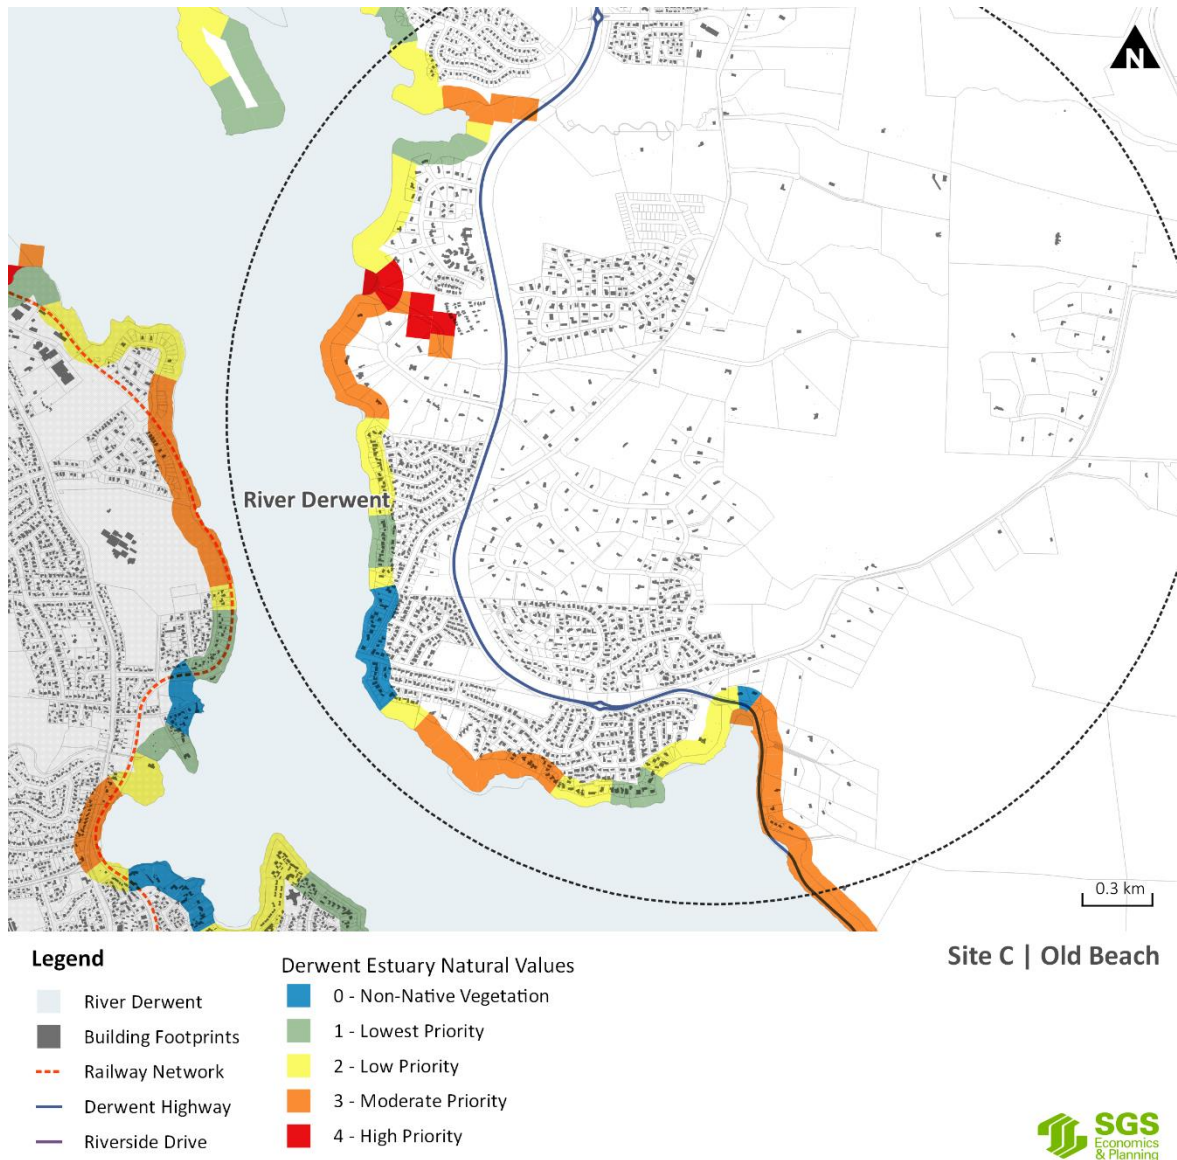 N
River Derwent
0.3 km
Site C | Old Beach
Legend
River Derwent
Building Footprints
Railway Network
Derwent Highway
Riverside Drive
Derwent Estuary Natural Values
0 - Non-Native Vegetation
1 - Lowest Priority
2 - Low Priority
3 - Moderate Priority
4 - High Priority
SGS
Economics
& Planning